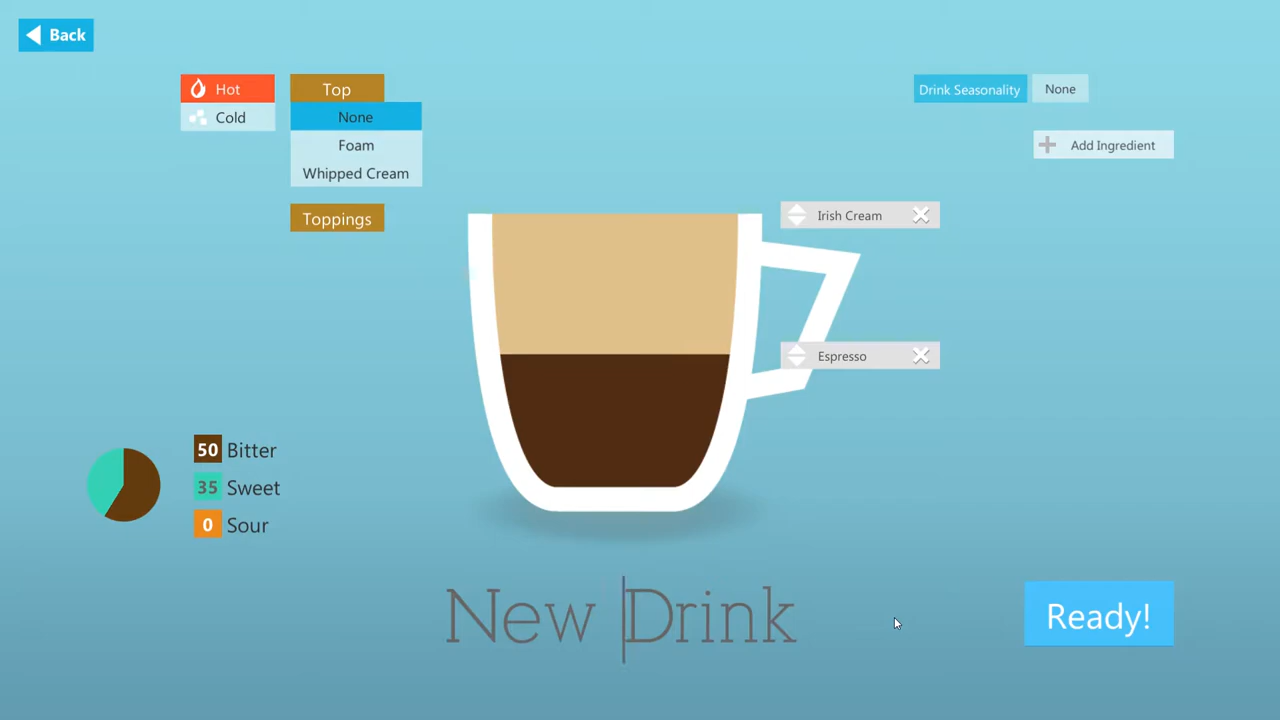 Back
Hot
Cold
Top
None
Foam
Whipped Cream
Toppings
Drink Seasonality
None
Add Ingredient
Irish Cream
Espresso
50 Bitter
35 Sweet
0 Sour
New Drink
Ready!